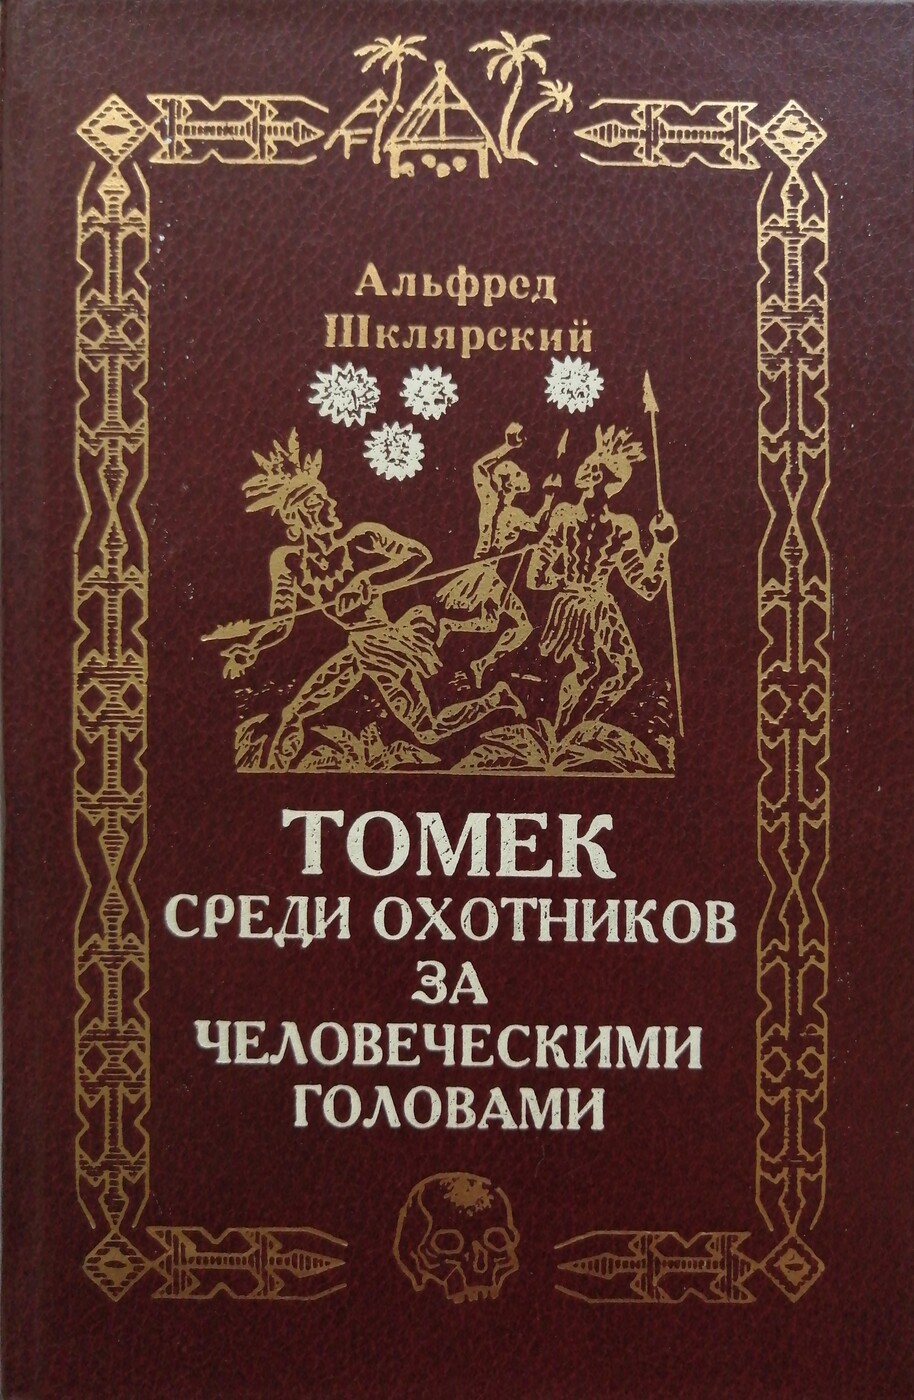 Альфред
Шклярский
ТОМЕК
СРЕДИ ОХОТНИКОВ
ЗА
ЧЕЛОВЕЧЕСКИМИ
ГОЛОВАМИ